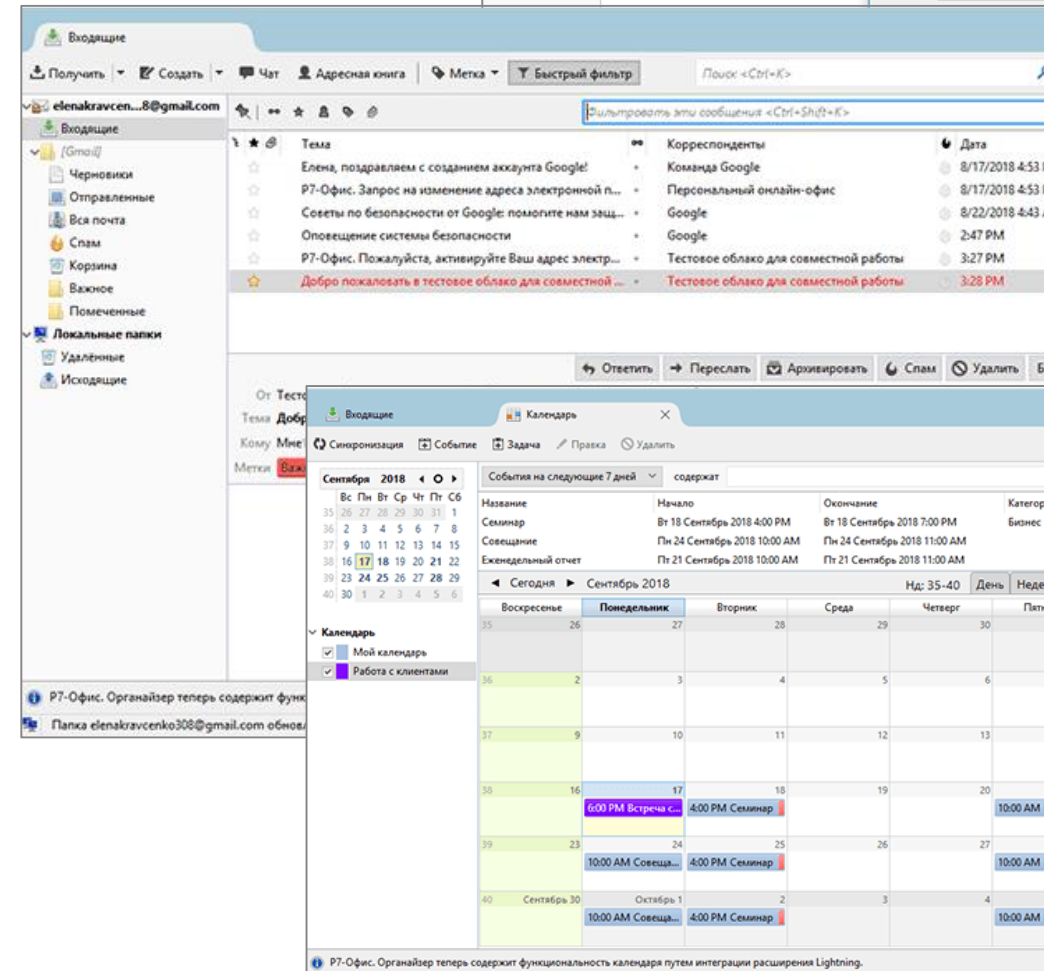 Входящие
Получить Создать Чат Адресная книга Метка Быстрый фильтр Поиск <Ctrl+K>
elenakravcen...8@gmail.com
Фильтровать эти сообщения <Ctrl+Shift+K>
Входящие
[Gmail]
Черновики
Отправленные
Вся почта
Спам
Корзина
Важное
Помеченные
Локальные папки
Удалённые
Исходящие
Тема Корреспонденты Дата
Елена, поздравляем с созданием аккаунта Google! Команда Google 8/17/2018 4:53
Р7-Офис. Запрос на изменение адреса электронной п... Персональный онлайн-офис 8/17/2018 4:53
Советы по безопасности от Google: помогите нам защ... Google 8/22/2018 4:43
Оповещение системы безопасности Google 2:47 PM
Р7-Офис. Пожалуйста, активируйте Ваш адрес электр... Тестовое облако для совместной работы 3:27 PM
Добро пожаловать в тестовое облако для совместной ... Тестовое облако для совместной работы 3:28 PM
Ответить Переслать Архивировать Спам Удалить Б
От Тесто
Тема Добр
Кому Мне
Метки Важ
Р7-Офис. Органайзер теперь содержит функ
Папка elenakravcenko308@gmail.com обнов
Входящие Календарь
Синхронизация Событие Задача Правка Удалить
Сентября 2018
Вс Пн Вт Ср Чт Пт Сб
35 26 27 28 29 30 31 1
36 2 3 4 5 6 7 8
37 9 10 11 12 13 14 15
38 16 17 18 19 20 21 22
39 23 24 25 26 27 28 29
40 30 1 2 3 4 5 6
Календарь
Мой календарь
Работа с клиентами
События на следующие 7 дней содержат
Название Начало Окончание Категор
Семинар Вт 18 Сентябрь 2018 4:00 PM Вт 18 Сентябрь 2018 7:00 PM Бизнес
Совещание Пн 24 Сентябрь 2018 10:00 AM Пн 24 Сентябрь 2018 11:00 AM
Еженедельный отчет Пт 21 Сентябрь 2018 10:00 AM Пт 21 Сентябрь 2018 11:00 AM
Сегодня Сентябрь 2018 Нд: 35-40 День Неде
Воскресенье Понедельник Вторник Среда Четверг Пятн
35 26 27 28 29 30
36 2 3 4 5 6
37 9 10 11 12 13
38 16 17 18 19 20
6:00 PM Встреча с... 4:00 PM Семинар 10:00 AM
39 23 24 25 26 27
10:00 AM Совеща... 4:00 PM Семинар 10:00 AM
40 Сентябрь 30 Октябрь 1 2 3 4
10:00 AM Совеща... 4:00 PM Семинар 10:00 AM
Р7-Офис. Органайзер теперь содержит функциональность календаря путем интеграции расширения Lightning.